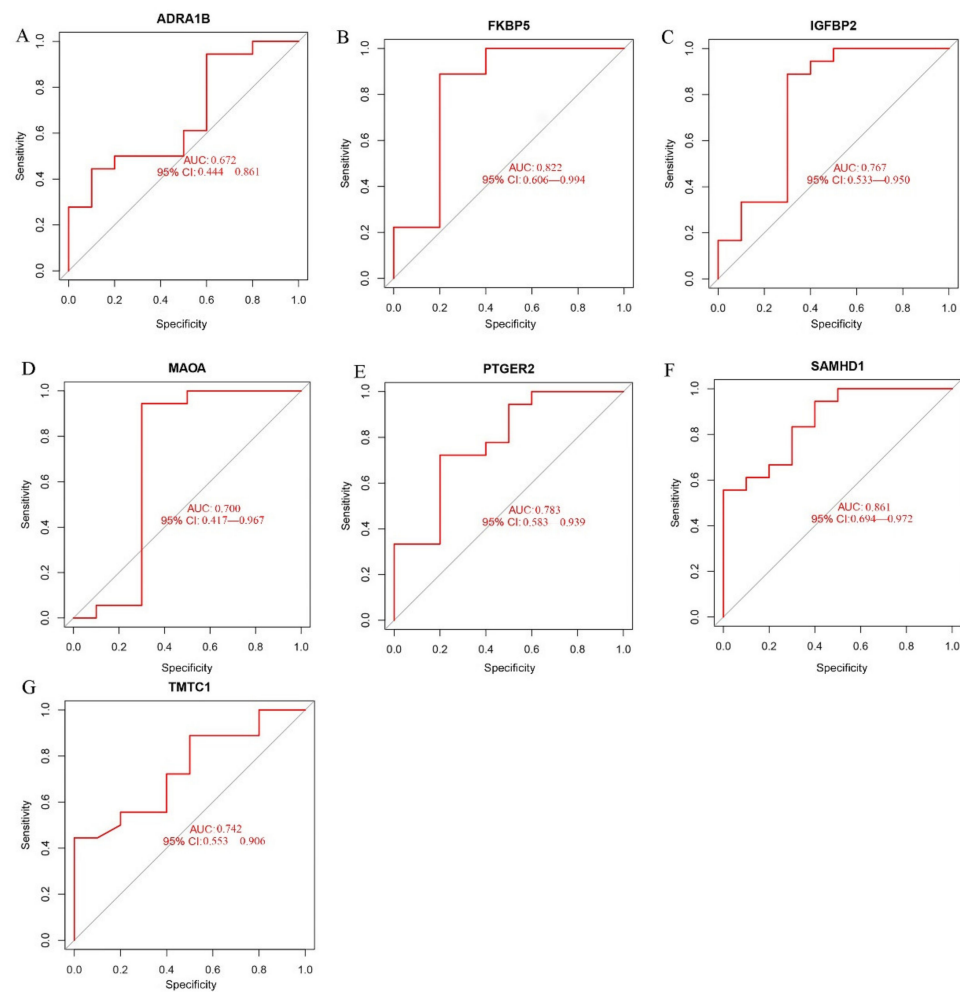 A
ADRA1B
Sensitivity
1.0
0.8
0.6
0.4
0.2
0.0
AUC: 0.672
95% CI: 0.444 0.861
0.0 0.2 0.4 0.6 0.8 1.0
Specificity
B
FKBP5
Sensitivity
1.0
0.8
0.6
0.4
0.2
0.0
AUC: 0.822
95% CI: 0.606—0.994
0.0 0.2 0.4 0.6 0.8 1.0
Specificity
C
IGFBP2
Sensitivity
1.0
0.8
0.6
0.4
0.2
0.0
AUC: 0.767
95% CI: 0.533—0.950
0.0 0.2 0.4 0.6 0.8 1.0
Specificity
D
MAOA
Sensitivity
1.0
0.8
0.6
0.4
0.2
0.0
AUC: 0.700
95% CI: 0.417—0.967
0.0 0.2 0.4 0.6 0.8 1.0
Specificity
E
PTGER2
Sensitivity
1.0
0.8
0.6
0.4
0.2
0.0
AUC: 0.783
95% CI: 0.583 0.939
0.0 0.2 0.4 0.6 0.8 1.0
Specificity
F
SAMHD1
Sensitivity
1.0
0.8
0.6
0.4
0.2
0.0
AUC: 0.861
95% CI: 0.694—0.972
0.0 0.2 0.4 0.6 0.8 1.0
Specificity
G
TMTC1
Sensitivity
1.0
0.8
0.6
0.4
0.2
0.0
AUC: 0.742
95% CI: 0.553 0.906
0.0 0.2 0.4 0.6 0.8 1.0
Specificity